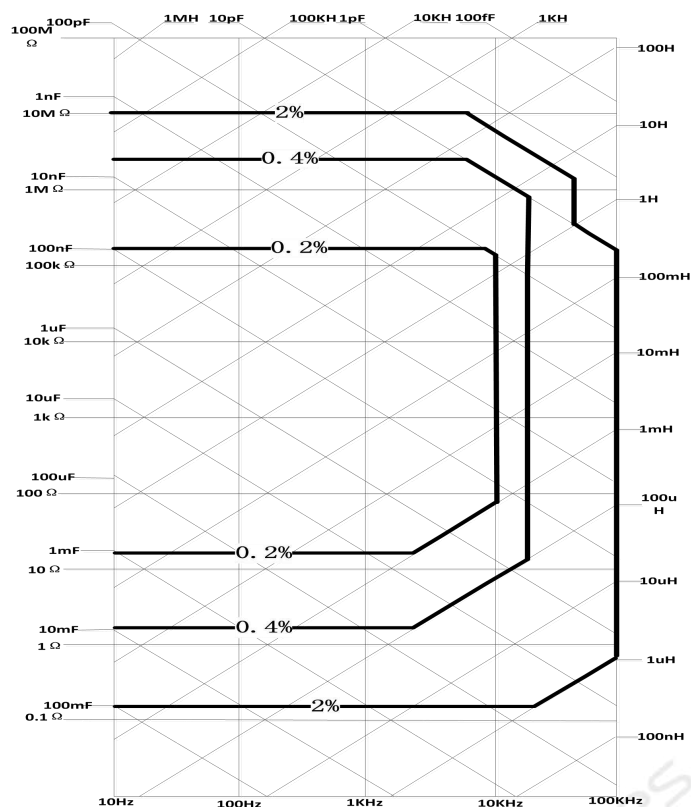 100pF 1MH 10pF 100KH 1pF 10KH 100fF 1KH
100M
Ω
100H
1nF
10M Ω
2%
10H
0. 4%
10nF
1M Ω
1H
100nF
0. 2%
100k Ω
100mH
1uF
10k Ω
10mH
10uF
1k Ω
1mH
100uF
100 Ω
100u
H
1mF
0. 2%
10 Ω
10uH
10mF
0. 4%
1 Ω
1uH
100mF
2%
0.1 Ω
100nH
10Hz 100Hz 1KHz 10KHz 100KHz